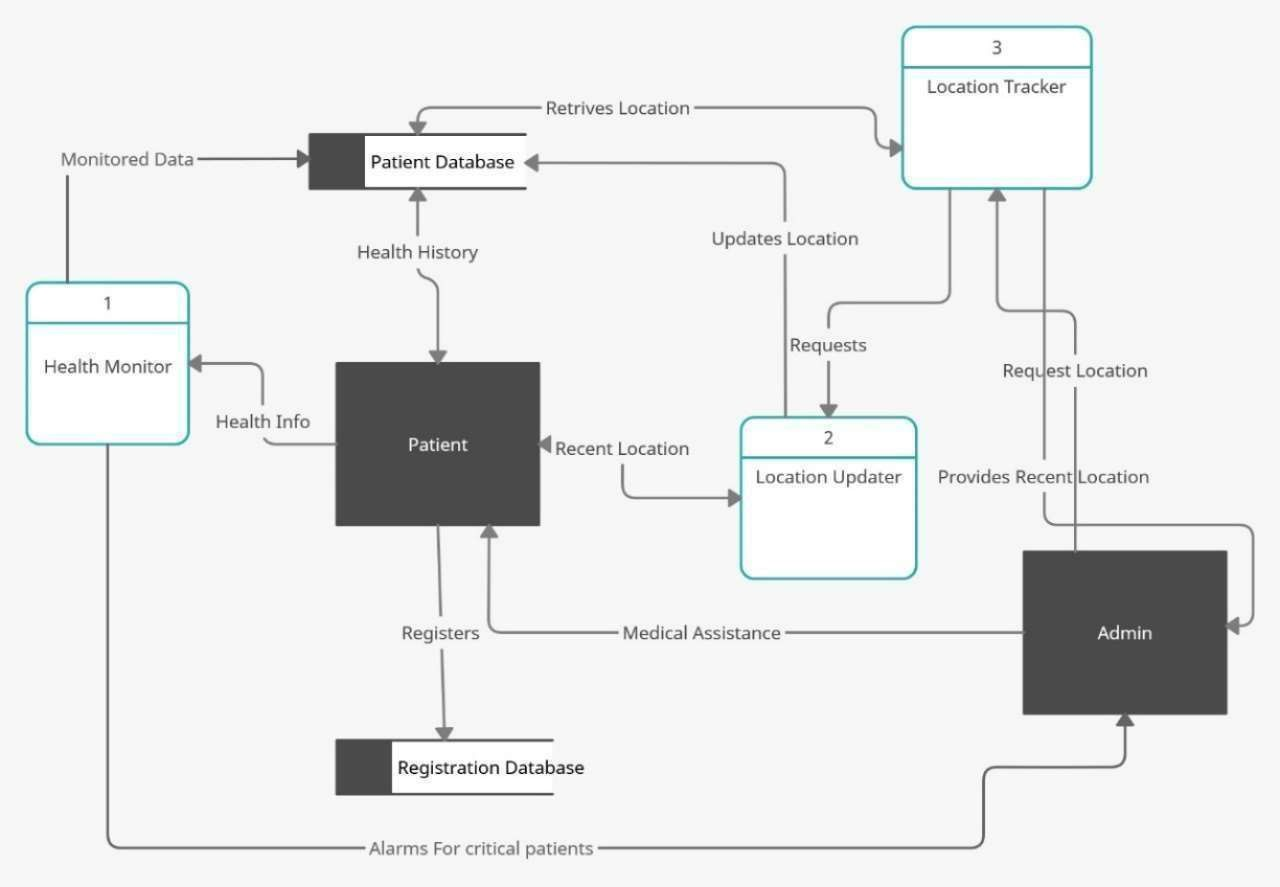 3
Location Tracker
Retrives Location
Monitored Data
Patient Database
Updates Location
Health History
1
Health Monitor
Requests
Request Location
Health Info
Patient
Recent Location
2
Location Updater
Provides Recent Location
Registers
Medical Assistance
Admin
Registration Database
Alarms For critical patients